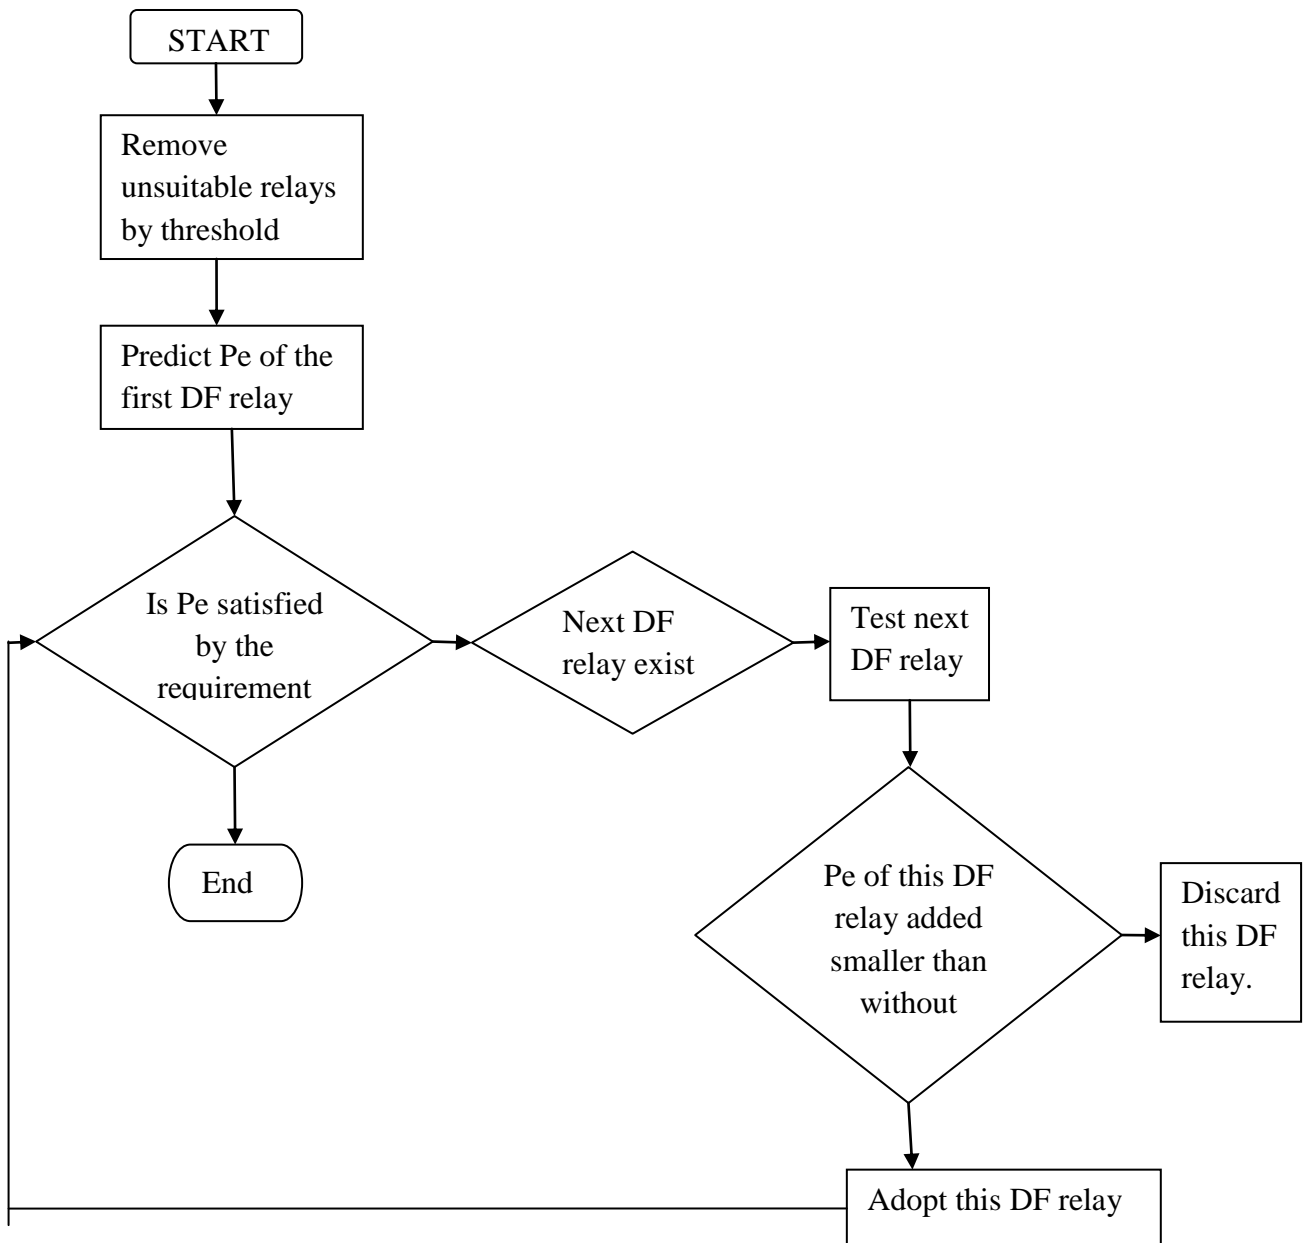 START
Remove
unsuitable relays
by threshold
Predict Pe of the
first DF relay
Is Pe satisfied
by the
requirement
Next DF
relay exist
Test next
DF relay
End
Pe of this DF
relay added
smaller than
without
Discard
this DF
relay.
Adopt this DF relay